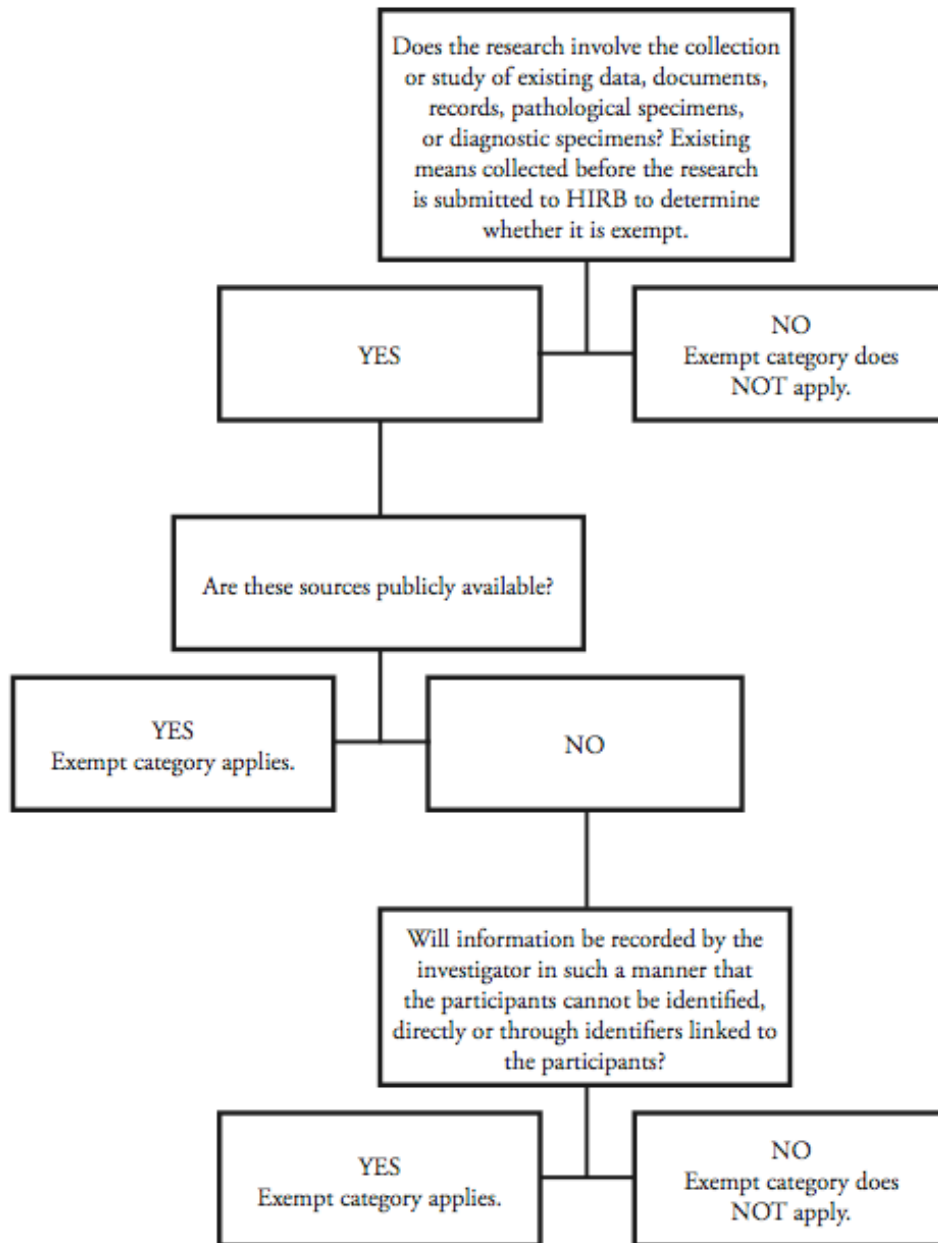 Does the research involve the collection
or study of existing data, documents,
records, pathological specimens,
or diagnostic specimens? Existing
means collected before the research
is submitted to HIRB to determine
whether it is exempt.
YES
NO
Exempt category does
NOT apply.
Are these sources publicly available?
YES
Exempt category applies.
NO
Will information be recorded by the
investigator in such a manner that
the participants cannot be identified,
directly or through identifiers linked to
the participants?
YES
Exempt category applies.
NO
Exempt category does
NOT apply.